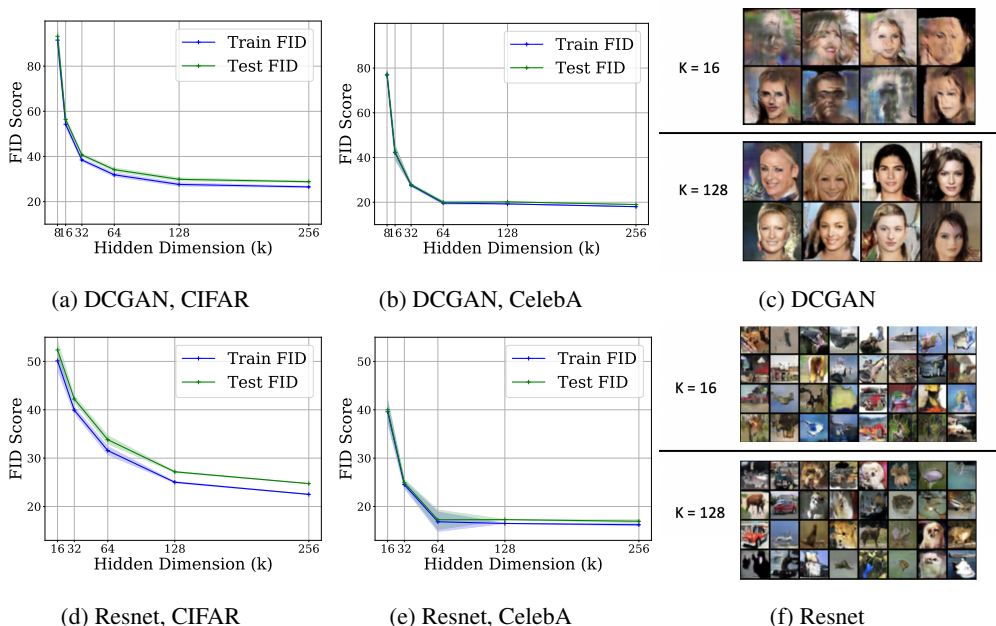 80
60
40
20
FID Score
Train FID
Test FID
8 16 32 64 128 256
Hidden Dimension (k)
(a) DCGAN, CIFAR
80
60
40
20
FID Score
Train FID
Test FID
8 16 32 64 128 256
Hidden Dimension (k)
(b) DCGAN, CelebA
K = 16
K = 128
(c) DCGAN
50
40
30
20
FID Score
Train FID
Test FID
16 32 64 128 256
Hidden Dimension (k)
(d) Resnet, CIFAR
50
40
30
20
FID Score
Train FID
Test FID
16 32 64 128 256
Hidden Dimension (k)
(e) Resnet, CelebA
K = 16
K = 128
(f) Resnet